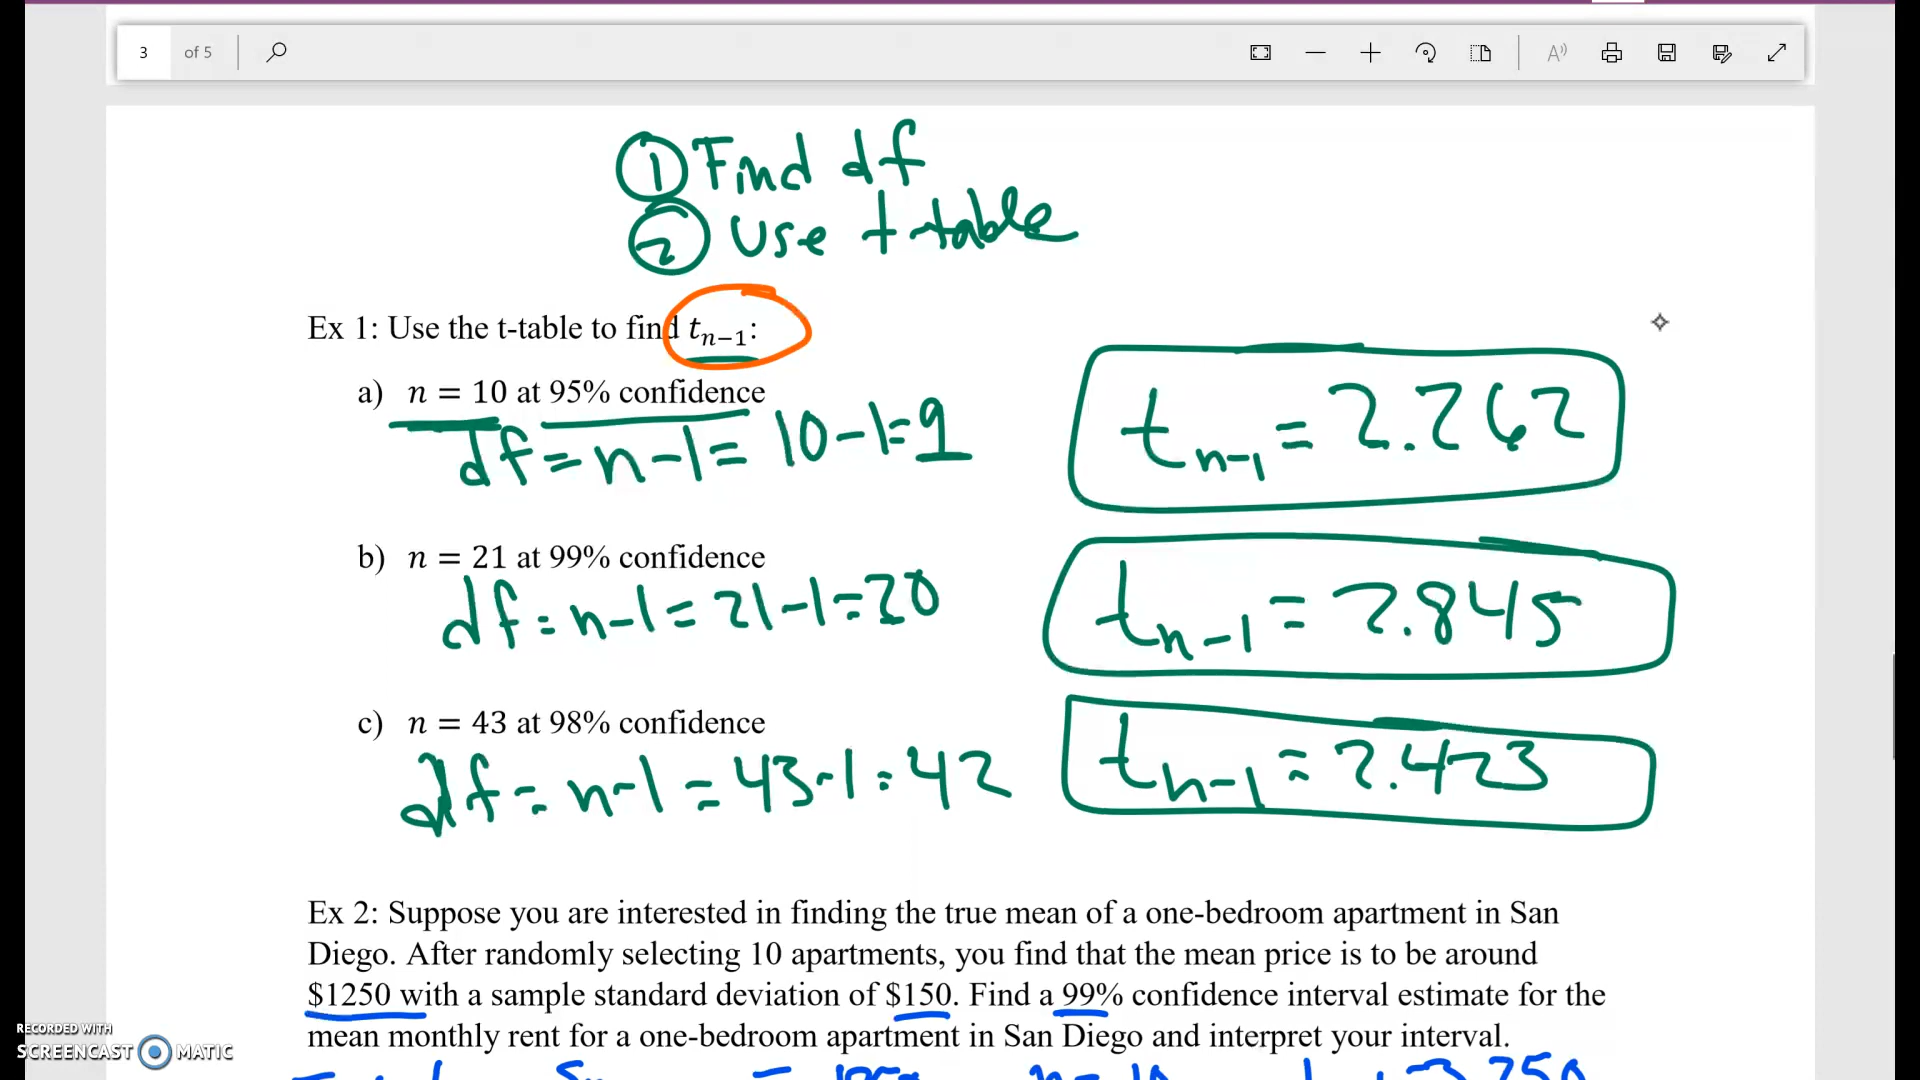 3 of 5
① Find df
② Use t-table
Ex 1: Use the t-table to find tₙ₋₁:
a) n = 10 at 95% confidence
df = n-1 = 10-1=9
tₙ₋₁ = 2.262
b) n = 21 at 99% confidence
df = n-1 = 21-1=20
tₙ₋₁ = 2.845
c) n = 43 at 98% confidence
df = n-1 = 43-1=42
tₙ₋₁ = 2.423
Ex 2: Suppose you are interested in finding the true mean of a one-bedroom apartment in San
Diego. After randomly selecting 10 apartments, you find that the mean price is to be around
$1250 with a sample standard deviation of $150. Find a 99% confidence interval estimate for the
mean monthly rent for a one-bedroom apartment in San Diego and interpret your interval.
RECORDED WITH
SCREENCAST MATIC